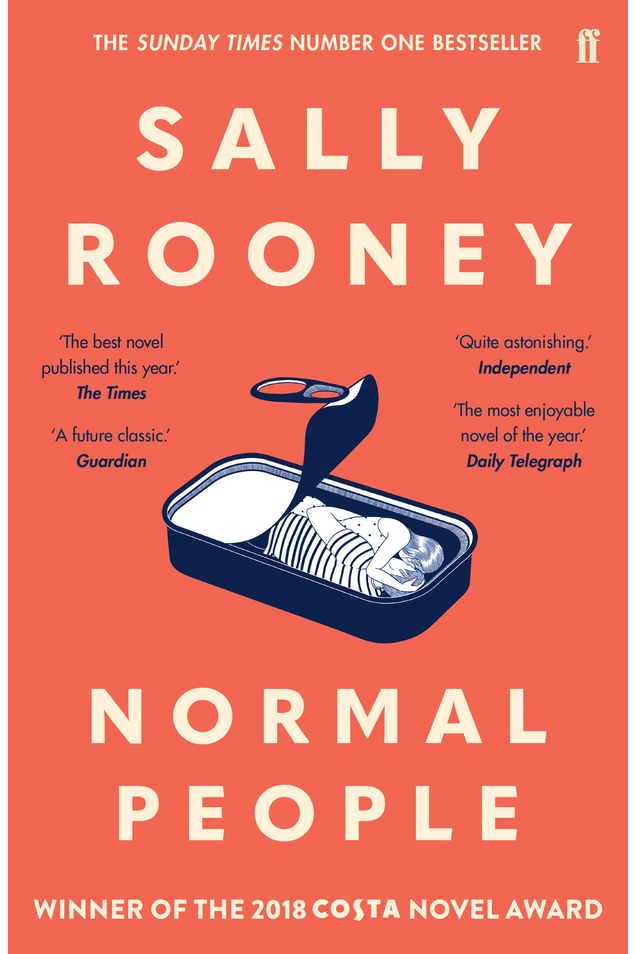 THE SUNDAY TIMES NUMBER ONE BESTSELLER
ff
SALLY
ROONEY
‘The best novel
published this year.’
The Times
‘A future classic.’
Guardian
‘Quite astonishing.’
Independent
‘The most enjoyable
novel of the year.’
Daily Telegraph
NORMAL
PEOPLE
WINNER OF THE 2018 COSTA NOVEL AWARD